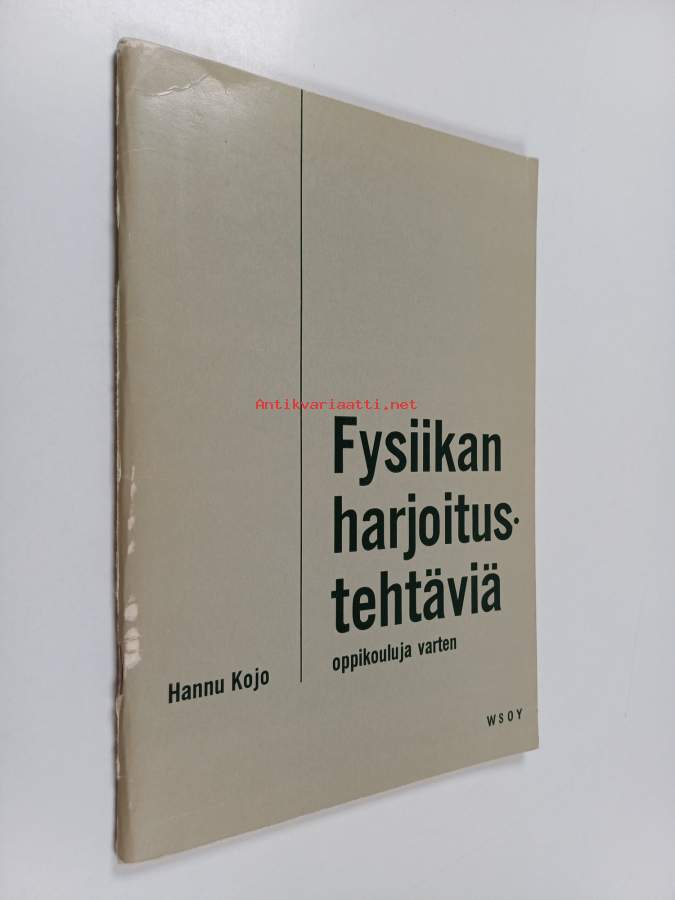 Antikvariaatti.net
Fysiikan
harjoitus-
tehtäviä
oppikouluja varten
Hannu Kojo
WSOY